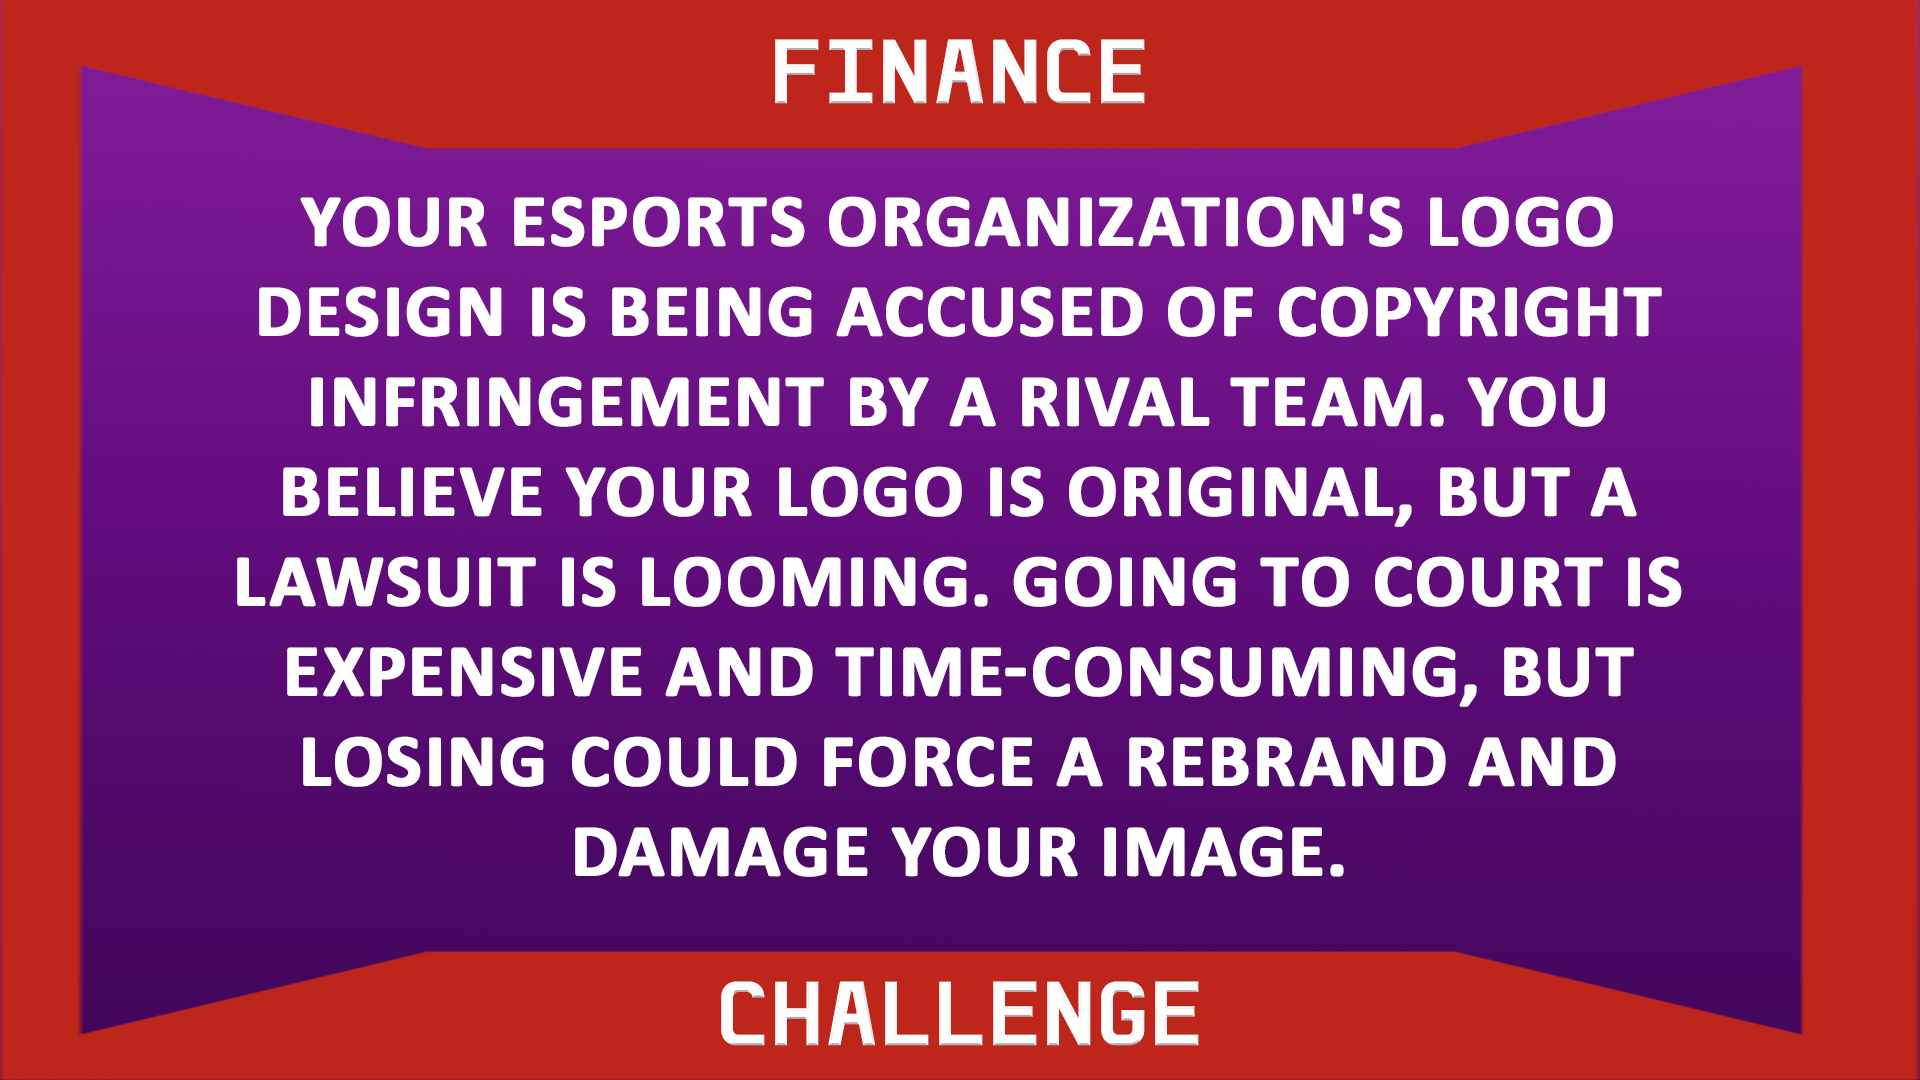 FINANCE
YOUR ESPORTS ORGANIZATION'S LOGO
DESIGN IS BEING ACCUSED OF COPYRIGHT
INFRINGEMENT BY A RIVAL TEAM. YOU
BELIEVE YOUR LOGO IS ORIGINAL, BUT A
LAWSUIT IS LOOMING. GOING TO COURT IS
EXPENSIVE AND TIME-CONSUMING, BUT
LOSING COULD FORCE A REBRAND AND
DAMAGE YOUR IMAGE.
CHALLENGE